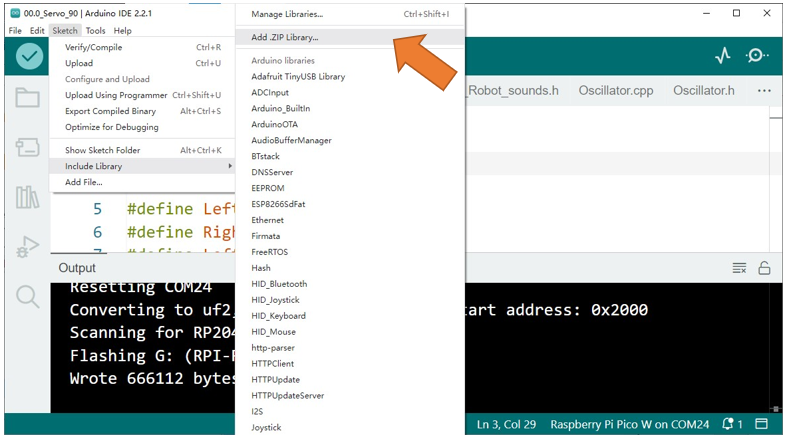 00.0_Servo_90 | Arduino IDE 2.2.1
File Edit Sketch Tools Help
Verify/Compile Ctrl+R
Upload Ctrl+U
Configure and Upload
Upload Using Programmer Ctrl+Shift+U
Export Compiled Binary Alt+Ctrl+S
Optimize for Debugging
Show Sketch Folder Alt+Ctrl+K
Include Library
Add File...
Manage Libraries... Ctrl+Shift+I
Add .ZIP Library...
Arduino libraries
Adafruit TinyUSB Library
ADCInput
Arduino_BuiltIn
ArduinoOTA
AudioBufferManager
BTstack
DNSServer
EEPROM
ESP8266SdFat
Ethernet
Firmata
FreeRTOS
Hash
HID_Bluetooth
HID_Joystick
HID_Keyboard
HID_Mouse
http-parser
HTTPClient
HTTPUpdate
HTTPUpdateServer
I2S
Joystick
_Robot_sounds.h Oscillator.cpp Oscillator.h ...
5 #define Left
6 #define Righ
7 #define Left
Output
Resetting COM24
Converting to uf2, tart address: 0x2000
Scanning for RP204
Flashing G: (RPI-R
Wrote 666112 bytes
Ln 3, Col 29 Raspberry Pi Pico W on COM24 1